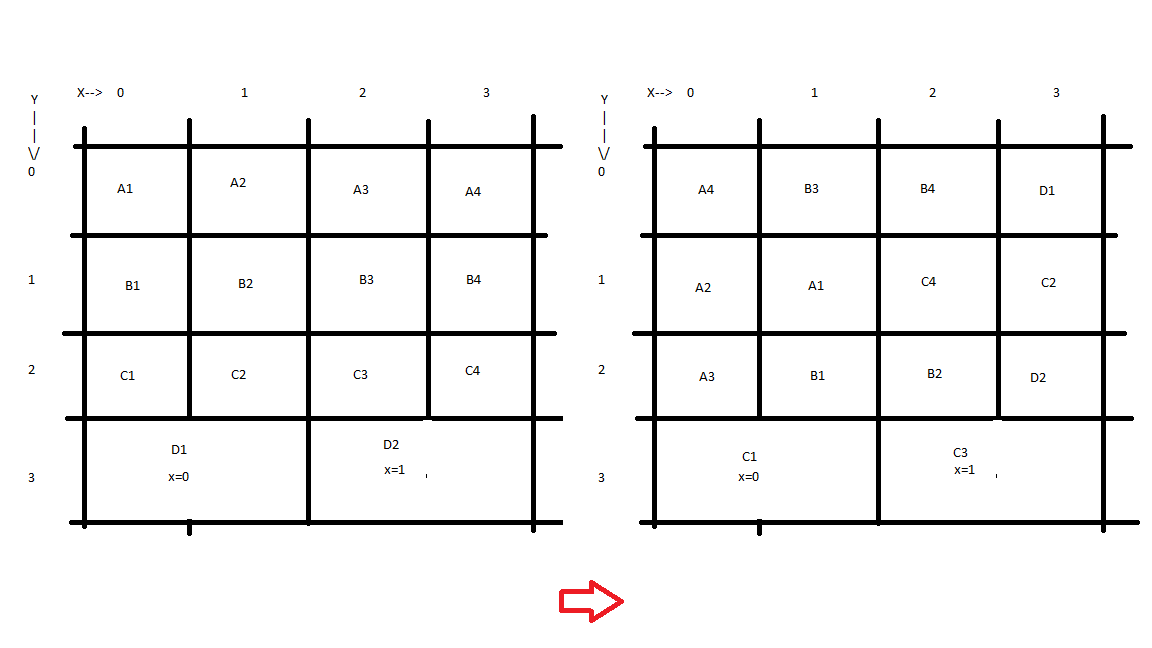 X--> 0 1 2 3
Y
|
|
\/
0 A1 A2 A3 A4
1 B1 B2 B3 B4
2 C1 C2 C3 C4
3 D1 D2
x=0 x=1
X--> 0 1 2 3
Y
|
|
\/
0 A4 B3 B4 D1
1 A2 A1 C4 C2
2 A3 B1 B2 D2
3 C1 C3
x=0 x=1